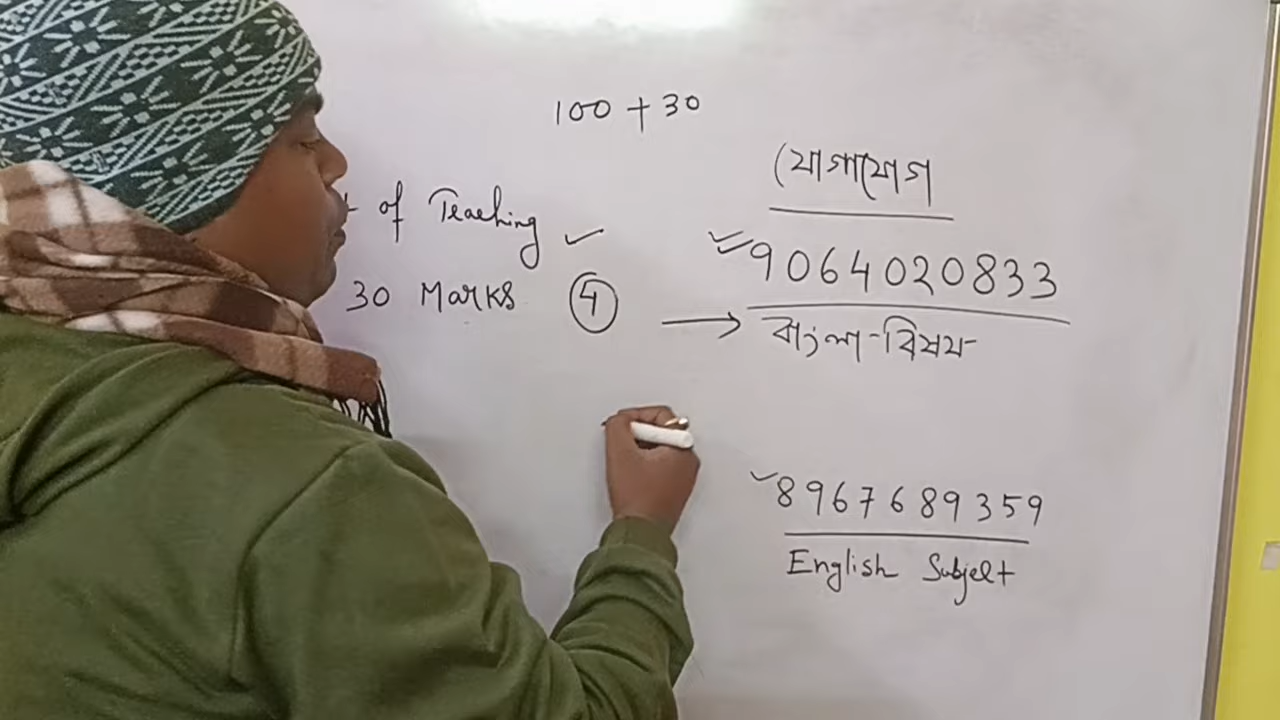 100 + 30
of Teaching
30 Marks 4
যোগাযোগ
9064020833
বাংলা-বিষয়
8967689359
English Subject